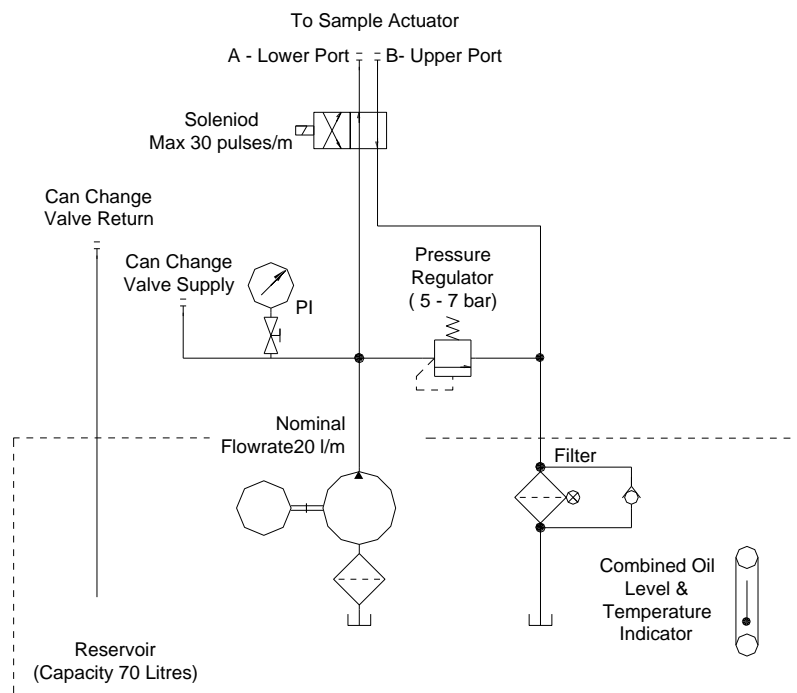 To Sample Actuator
A - Lower Port
B- Upper Port
Soleniod
Max 30 pulses/m
Can Change
Valve Return
Can Change
Valve Supply
PI
Pressure
Regulator
( 5 - 7 bar)
Nominal
Flowrate20 l/m
Filter
Combined Oil
Level &
Temperature
Indicator
Reservoir
(Capacity 70 Litres)